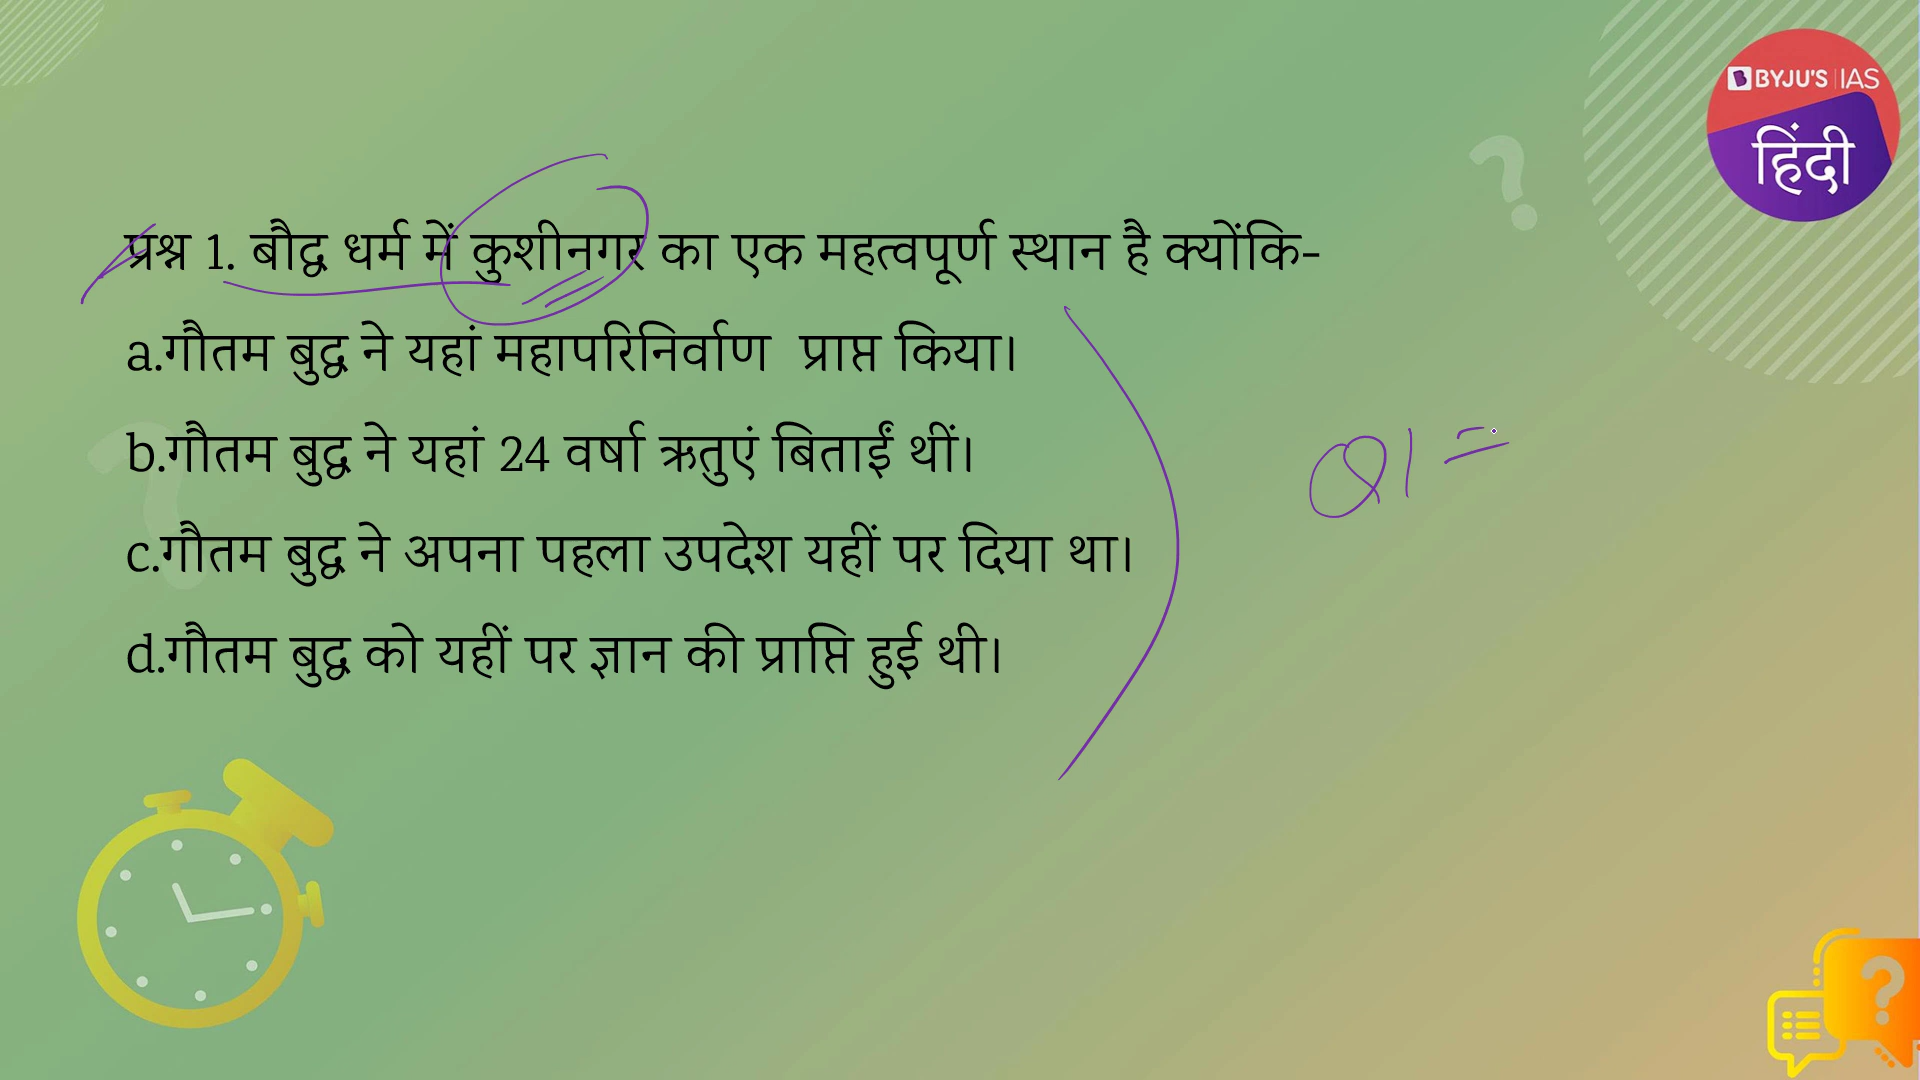 BYJU'S IAS
हिंदी
प्रश्न 1. बौद्ध धर्म में कुशीनगर का एक महत्वपूर्ण स्थान है क्योंकि-
a.गौतम बुद्ध ने यहां महापरिनिर्वाण प्राप्त किया।
b.गौतम बुद्ध ने यहां 24 वर्षा ऋतुएं बिताईं थीं।
c.गौतम बुद्ध ने अपना पहला उपदेश यहीं पर दिया था।
d.गौतम बुद्ध को यहीं पर ज्ञान की प्राप्ति हुई थी।
Q1 =